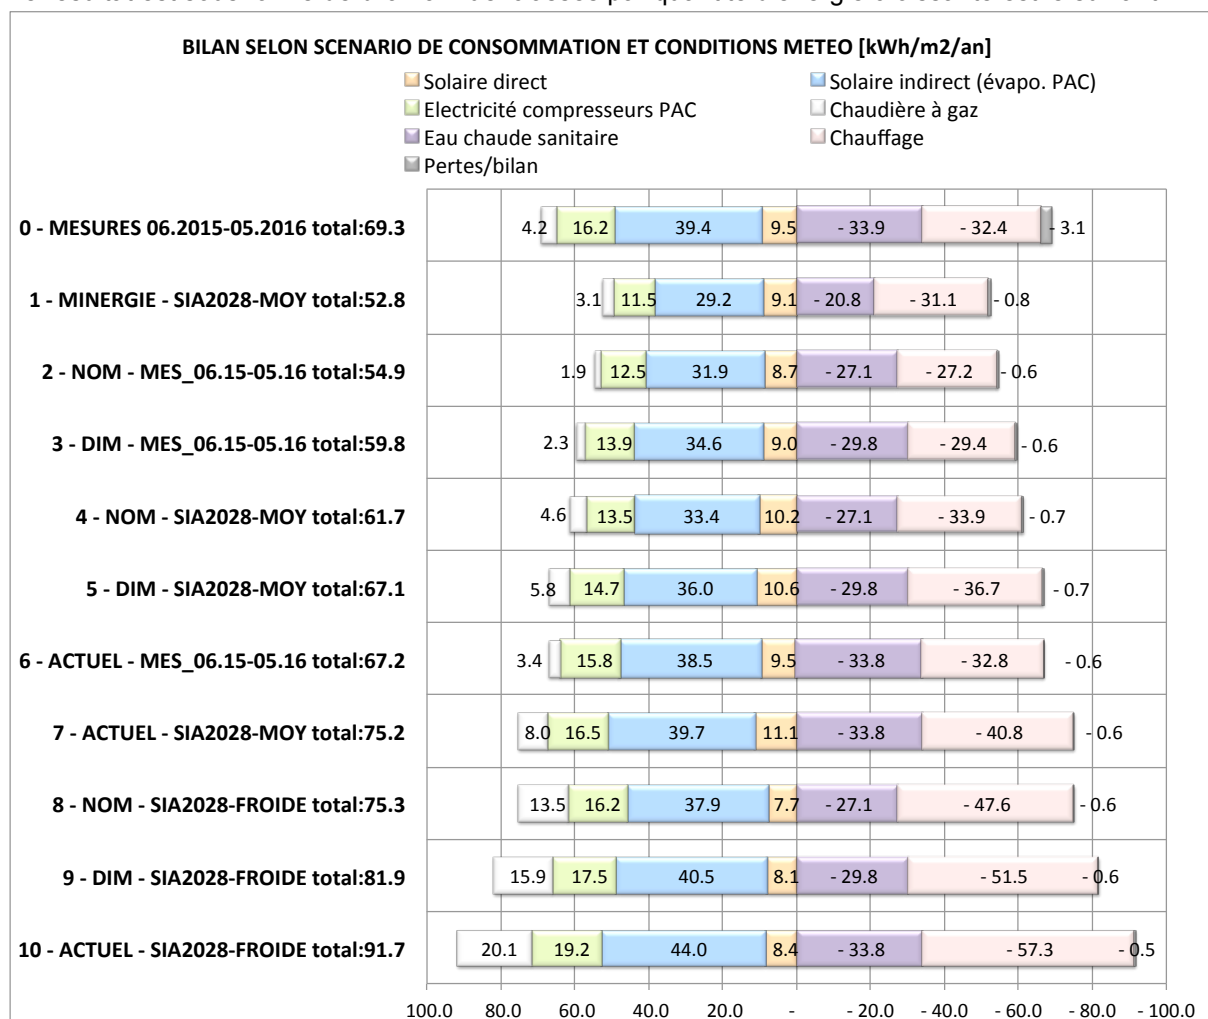 BILAN SELON SCENARIO DE CONSOMMATION ET CONDITIONS METEO [kWh/m2/an]
Solaire direct
Solaire indirect (évapo. PAC)
Electricité compresseurs PAC
Chaudière à gaz
Eau chaude sanitaire
Chauffage
Pertes/bilan
0 - MESURES 06.2015-05.2016 total:69.3 4.2 16.2 39.4 9.5 - 33.9 - 32.4 - 3.1
1 - MINERGIE - SIA2028-MOY total:52.8 3.1 11.5 29.2 9.1 - 20.8 - 31.1 - 0.8
2 - NOM - MES_06.15-05.16 total:54.9 1.9 12.5 31.9 8.7 - 27.1 - 27.2 - 0.6
3 - DIM - MES_06.15-05.16 total:59.8 2.3 13.9 34.6 9.0 - 29.8 - 29.4 - 0.6
4 - NOM - SIA2028-MOY total:61.7 4.6 13.5 33.4 10.2 - 27.1 - 33.9 - 0.7
5 - DIM - SIA2028-MOY total:67.1 5.8 14.7 36.0 10.6 - 29.8 - 36.7 - 0.7
6 - ACTUEL - MES_06.15-05.16 total:67.2 3.4 15.8 38.5 9.5 - 33.8 - 32.8 - 0.6
7 - ACTUEL - SIA2028-MOY total:75.2 8.0 16.5 39.7 11.1 - 33.8 - 40.8 - 0.6
8 - NOM - SIA2028-FROIDE total:75.3 13.5 16.2 37.9 7.7 - 27.1 - 47.6 - 0.6
9 - DIM - SIA2028-FROIDE total:81.9 15.9 17.5 40.5 8.1 - 29.8 - 51.5 - 0.6
10 - ACTUEL - SIA2028-FROIDE total:91.7 20.1 19.2 44.0 8.4 - 33.8 - 57.3 - 0.5
100.0 80.0 60.0 40.0 20.0 - - 20.0 - 40.0 - 60.0 - 80.0 - 100.0